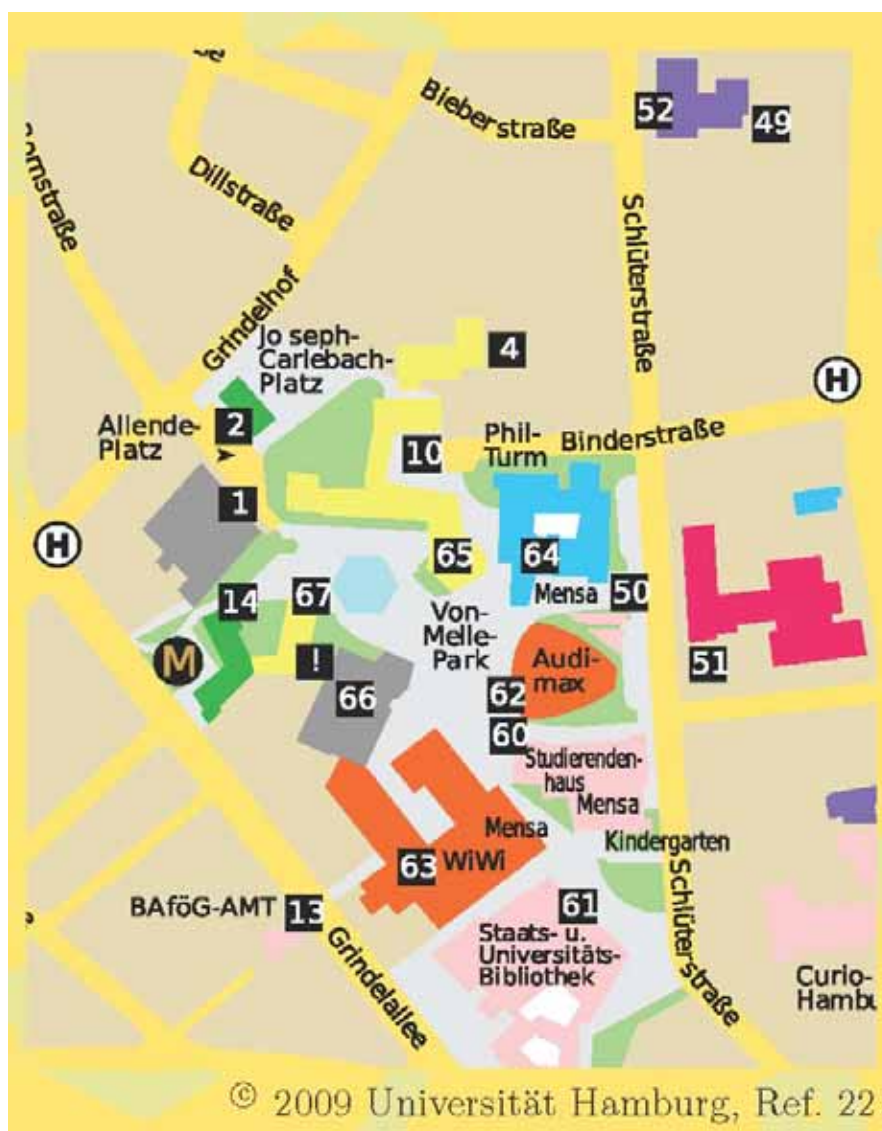 Bieberstraße
52
49
Dillstraße
Schlüterstraße
Grindelhof
Jo seph-
Carlebach-
Platz
4
H
Allende-
Platz
2
Phil-
Turm
Binderstraße
10
1
H
65
64
14
67
Mensa
50
Von-
Melle-
Park
M
!
Audi-
max
51
66
62
60
Studierenden-
haus
Mensa
Mensa
Kindergarten
63
WiWi
BAföG-AMT
13
61
Staats- u.
Universitäts-
Bibliothek
Schlüterstraße
Grindelallee
Curio-
Hambu
© 2009 Universität Hamburg, Ref. 22